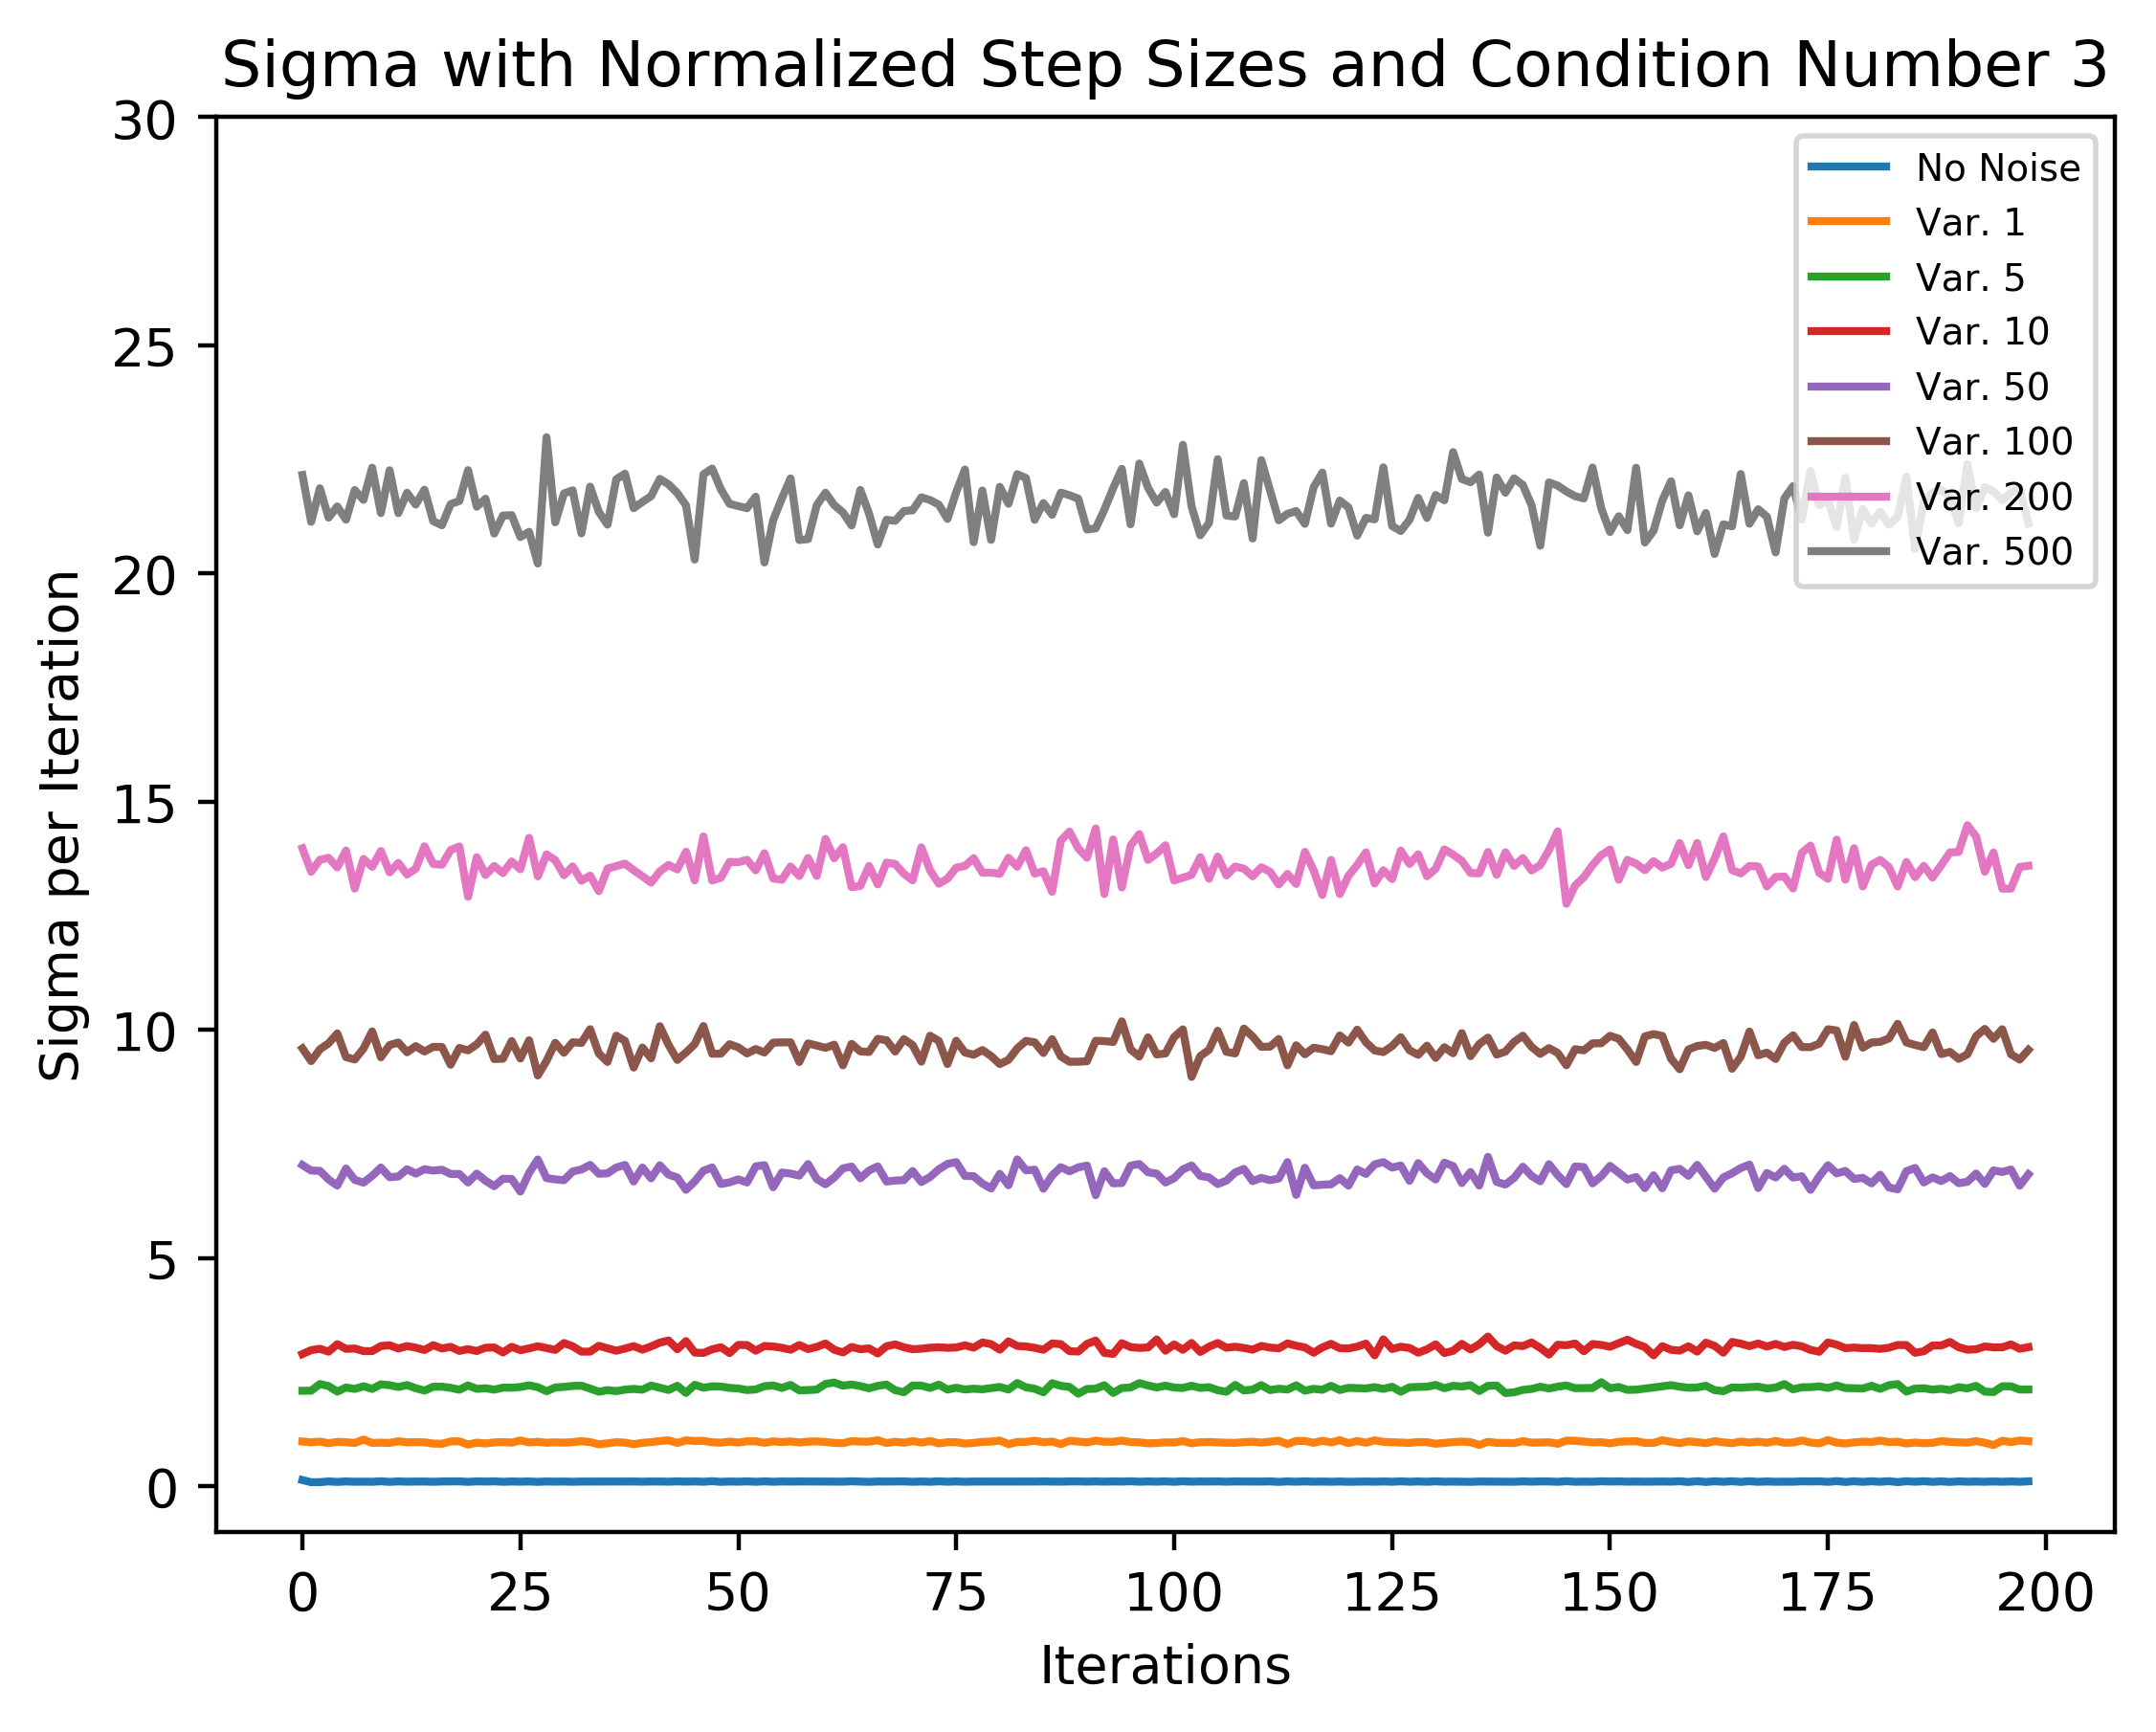 Sigma with Normalized Step Sizes and Condition Number 3
30
25
20
15
10
5
0
Sigma per Iteration
No Noise
Var. 1
Var. 5
Var. 10
Var. 50
Var. 100
Var. 200
Var. 500
0 25 50 75 100 125 150 175 200
Iterations